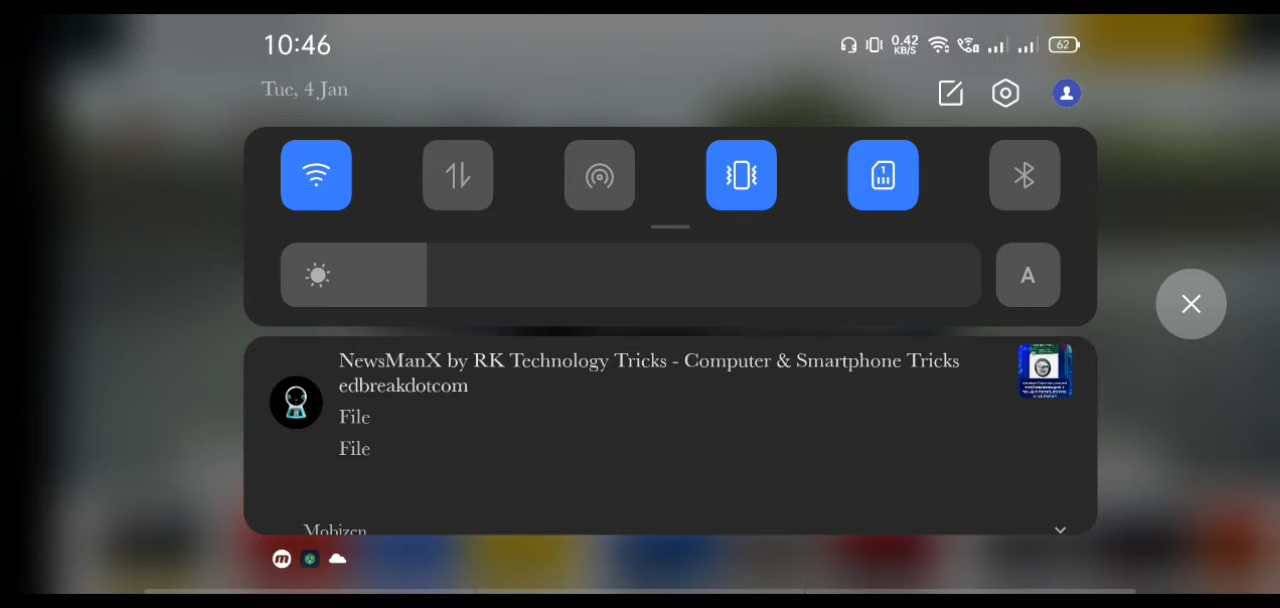 10:46
0.42
KB/S
62
Tue, 4 Jan
1
A
NewsManX by RK Technology Tricks - Computer & Smartphone Tricks
edbreakdotcom
File
File
Mobizen